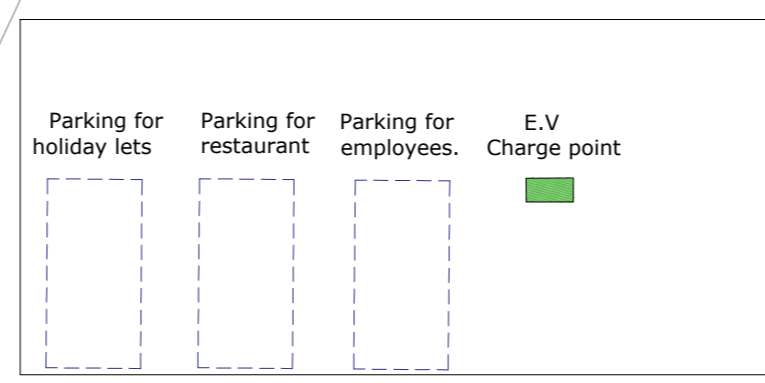 Parking for
holiday lets
Parking for
restaurant
Parking for
employees.
E.V
Charge point